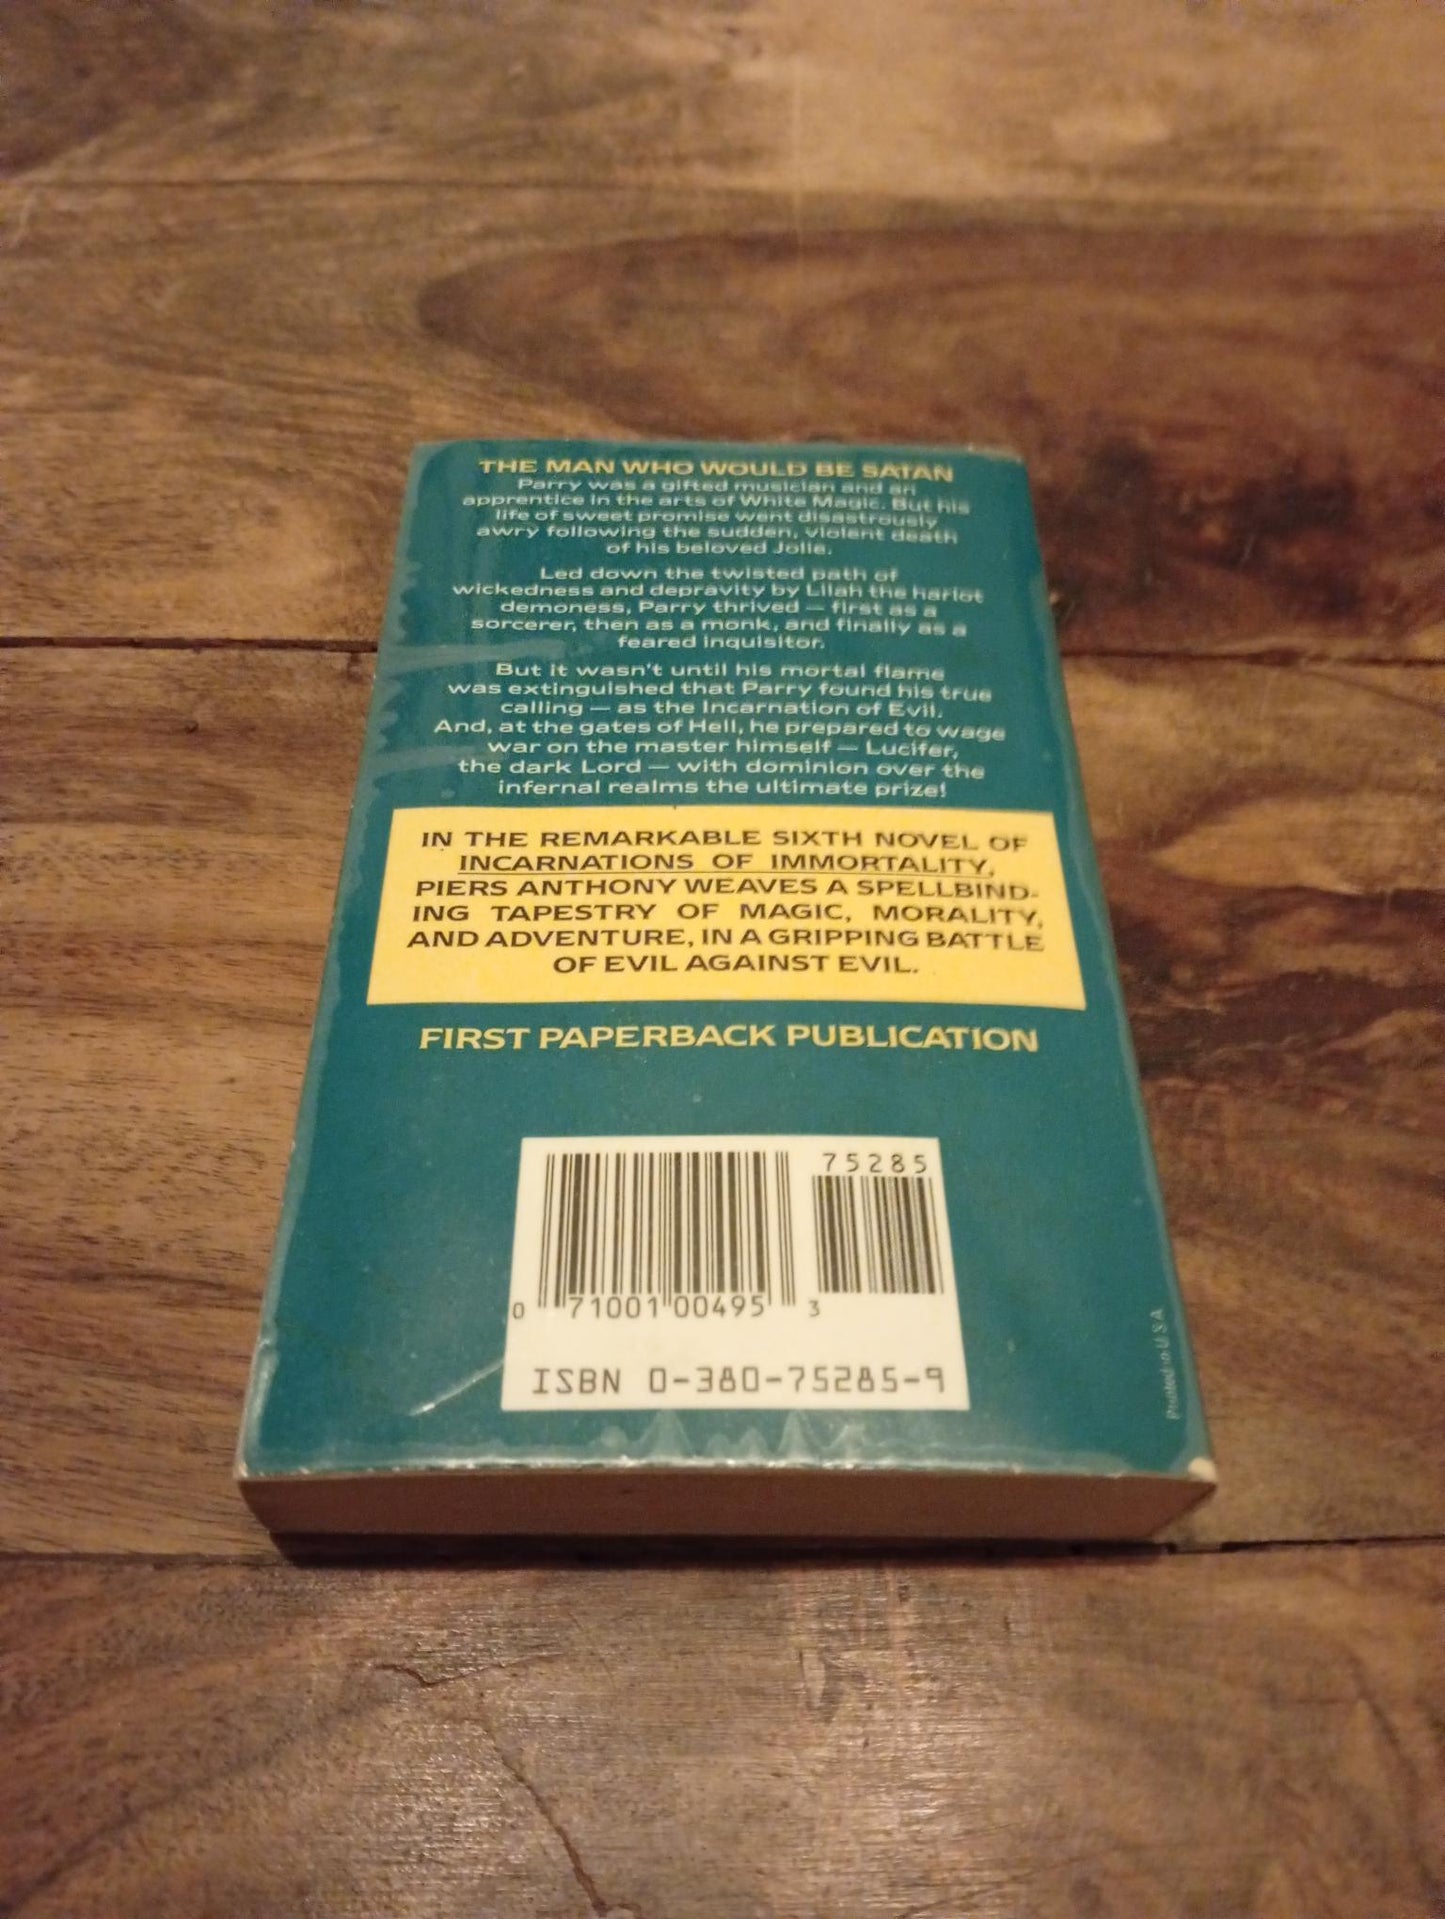 THE MAN WHO WOULD BE SATAN
Parry was a gifted musician and an
apprentice in the arts of White Magic. But his
life of sweet promise went disastrously
awry following the sudden, violent death
of his beloved Jolie.
Led down the twisted path of
wickedness and depravity by Lilah the harlot
demoness, Parry thrived — first as a
sorcerer, then as a monk, and finally as a
feared inquisitor.
But it wasn't until his mortal flame
was extinguished that Parry found his true
calling — as the Incarnation of Evil.
And, at the gates of Hell, he prepared to wage
war on the master himself — Lucifer,
the dark Lord — with dominion over the
infernal realms the ultimate prize!
IN THE REMARKABLE SIXTH NOVEL OF
INCARNATIONS OF IMMORTALITY,
PIERS ANTHONY WEAVES A SPELLBIND-
ING TAPESTRY OF MAGIC, MORALITY,
AND ADVENTURE, IN A GRIPPING BATTLE
OF EVIL AGAINST EVIL.
FIRST PAPERBACK PUBLICATION
75285
0 71001 00495 3
ISBN 0-380-75285-9
Printed in U.S.A.